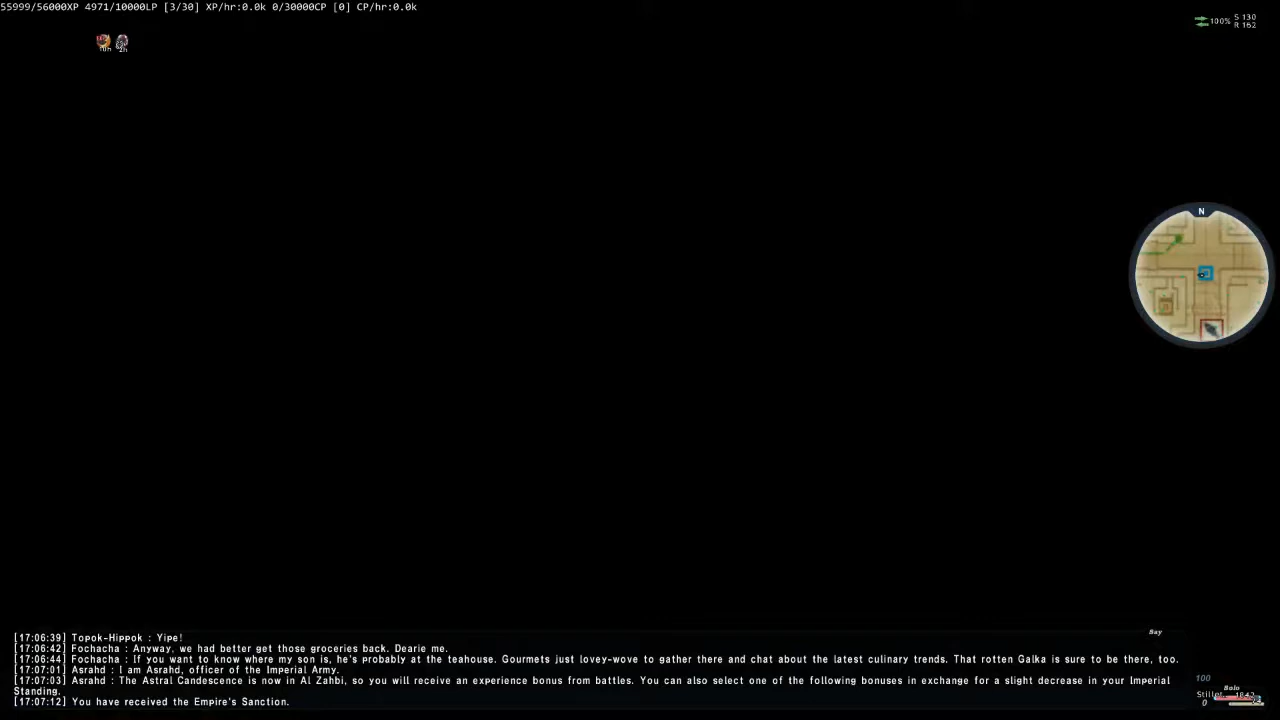 55999/56000XP 4971/10000LP [3/30] XP/hr:0.0k 0/30000CP [0] CP/hr:0.0k
100% S 130
R 162
10h 2h
N
Say
[17:06:39] Topok-Hippok : Yipe!
[17:06:42] Fochacha : Anyway, we had better get those groceries back. Dearie me.
[17:06:44] Fochacha : If you want to know where my son is, he's probably at the teahouse. Gourmets just lovey-wove to gather there and chat about the latest culinary trends. That rotten Galka is sure to be there, too.
[17:07:01] Asrahd : I am Asrahd, officer of the Imperial Army.
[17:07:03] Asrahd : The Astral Candescence is now in Al Zahbi, so you will receive an experience bonus from battles. You can also select one of the following bonuses in exchange for a slight decrease in your Imperial
Standing.
[17:07:12] You have received the Empire's Sanction.
100
Solo
0